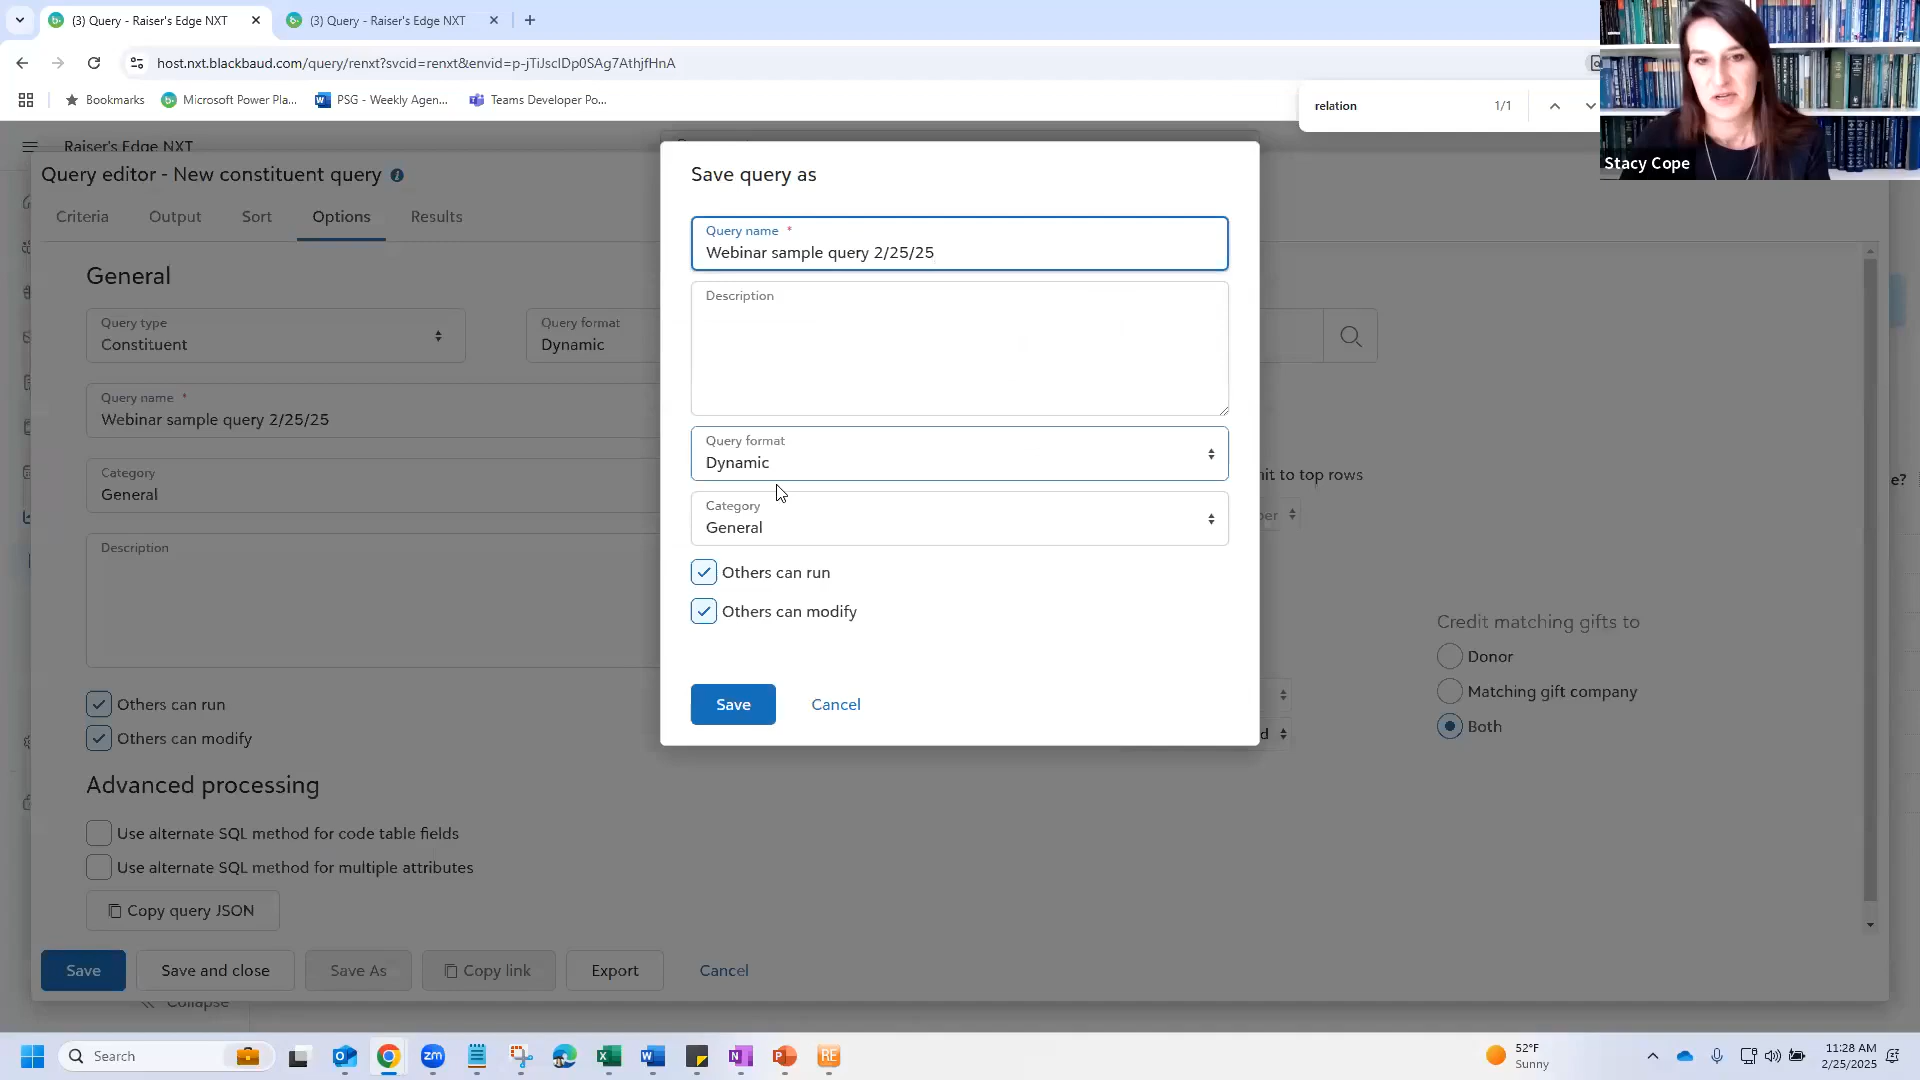 (3) Query - Raiser's Edge NXT
(3) Query - Raiser's Edge NXT
host.nxt.blackbaud.com/query/renxt?svcid=renxt&envid=p-jTiJsclDp0SAg7AthjfHnA
Bookmarks
Microsoft Power Pla...
PSG - Weekly Agen...
Teams Developer Po...
relation
1/1
Stacy Cope
Raiser's Edge NXT
Query editor - New constituent query
Criteria
Output
Sort
Options
Results
General
Query type
Constituent
Query format
Dynamic
Query name *
Webinar sample query 2/25/25
Category
General
Description
Others can run
Others can modify
Advanced processing
Use alternate SQL method for code table fields
Use alternate SQL method for multiple attributes
Copy query JSON
Save
Save and close
Save As
Copy link
Export
Cancel
Collapse
Save query as
Query name *
Webinar sample query 2/25/25
Description
Query format
Dynamic
Category
General
Others can run
Others can modify
Save
Cancel
it to top rows
e?
Credit matching gifts to
Donor
Matching gift company
Both
d
Search
zm
RE
52°F
Sunny
11:28 AM
2/25/2025